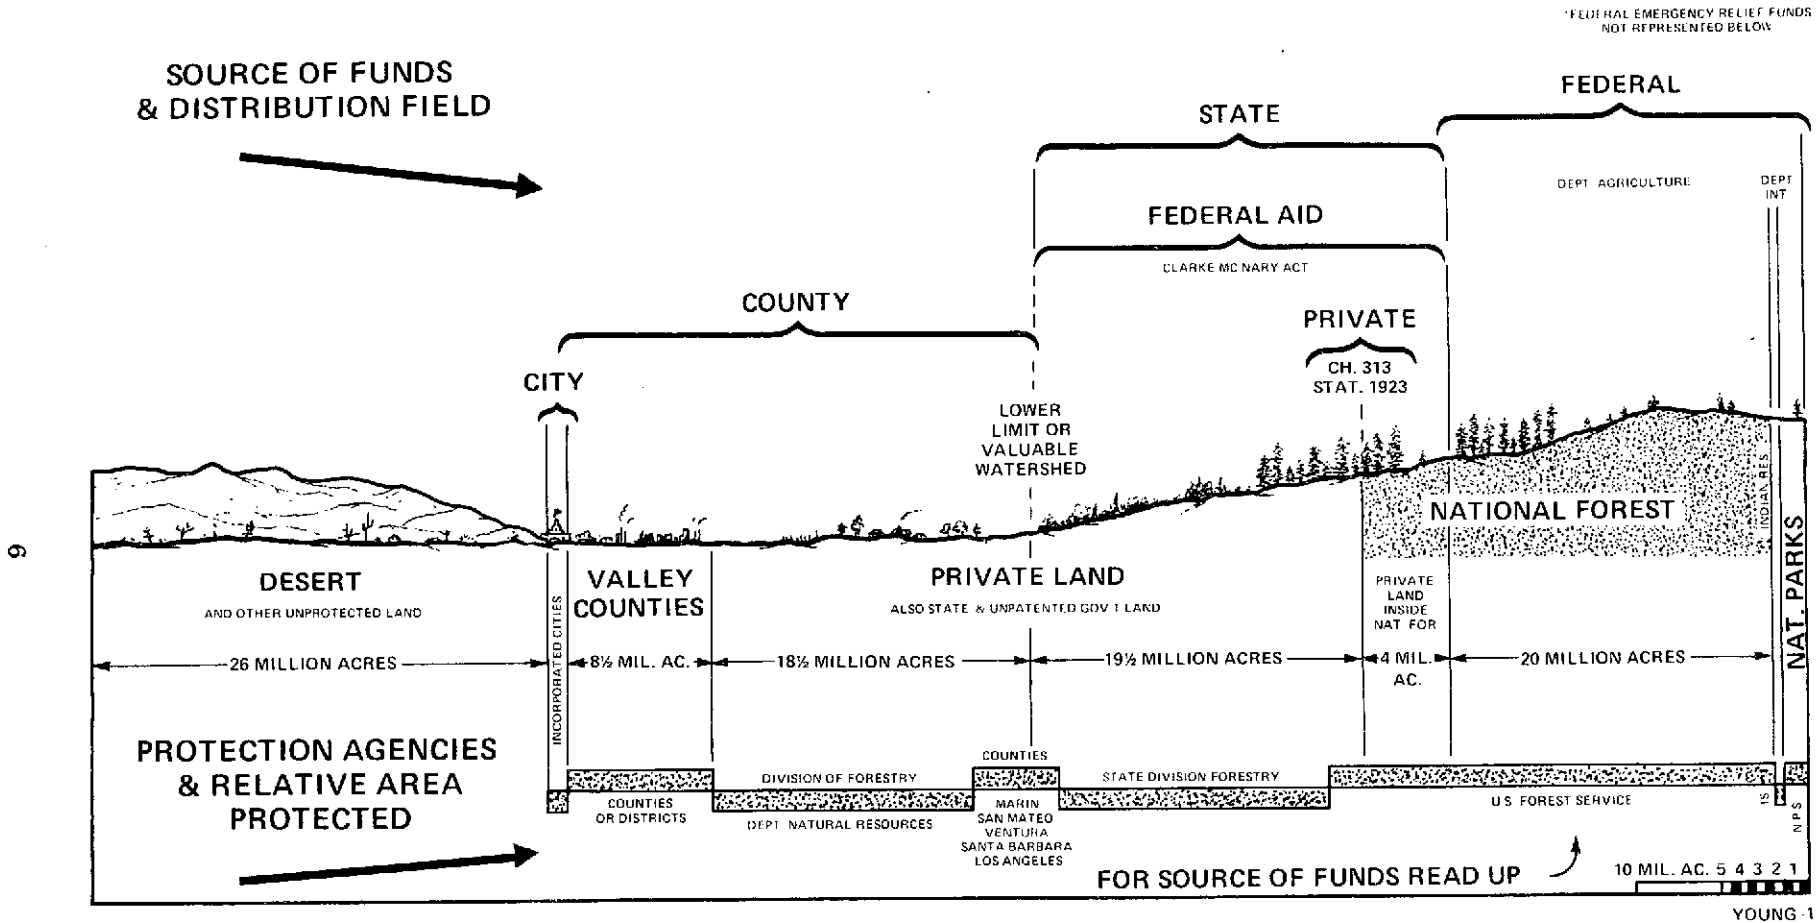 *FEDERAL EMERGENCY RELIEF FUNDS
NOT REPRESENTED BELOW
SOURCE OF FUNDS
& DISTRIBUTION FIELD
FEDERAL
STATE
DEPT AGRICULTURE
DEPT
INT
FEDERAL AID
CLARKE MC NARY ACT
COUNTY
PRIVATE
CH. 313
STAT. 1923
CITY
LOWER
LIMIT OR
VALUABLE
WATERSHED
NATIONAL FOREST
INDIAN RES
NAT. PARKS
9
DESERT
AND OTHER UNPROTECTED LAND
INCORPORATED CITIES
VALLEY
COUNTIES
PRIVATE LAND
ALSO STATE & UNPATENTED GOV'T LAND
PRIVATE
LAND
INSIDE
NAT FOR
26 MILLION ACRES
8½ MIL. AC.
18½ MILLION ACRES
19½ MILLION ACRES
4 MIL.
AC.
20 MILLION ACRES
PROTECTION AGENCIES
& RELATIVE AREA
PROTECTED
COUNTIES
OR DISTRICTS
DIVISION OF FORESTRY
DEPT NATURAL RESOURCES
COUNTIES
MARIN
SAN MATEO
VENTURA
SANTA BARBARA
LOS ANGELES
STATE DIVISION FORESTRY
U.S. FOREST SERVICE
IS
NPS
FOR SOURCE OF FUNDS READ UP
10 MIL. AC. 5 4 3 2 1
YOUNG-1